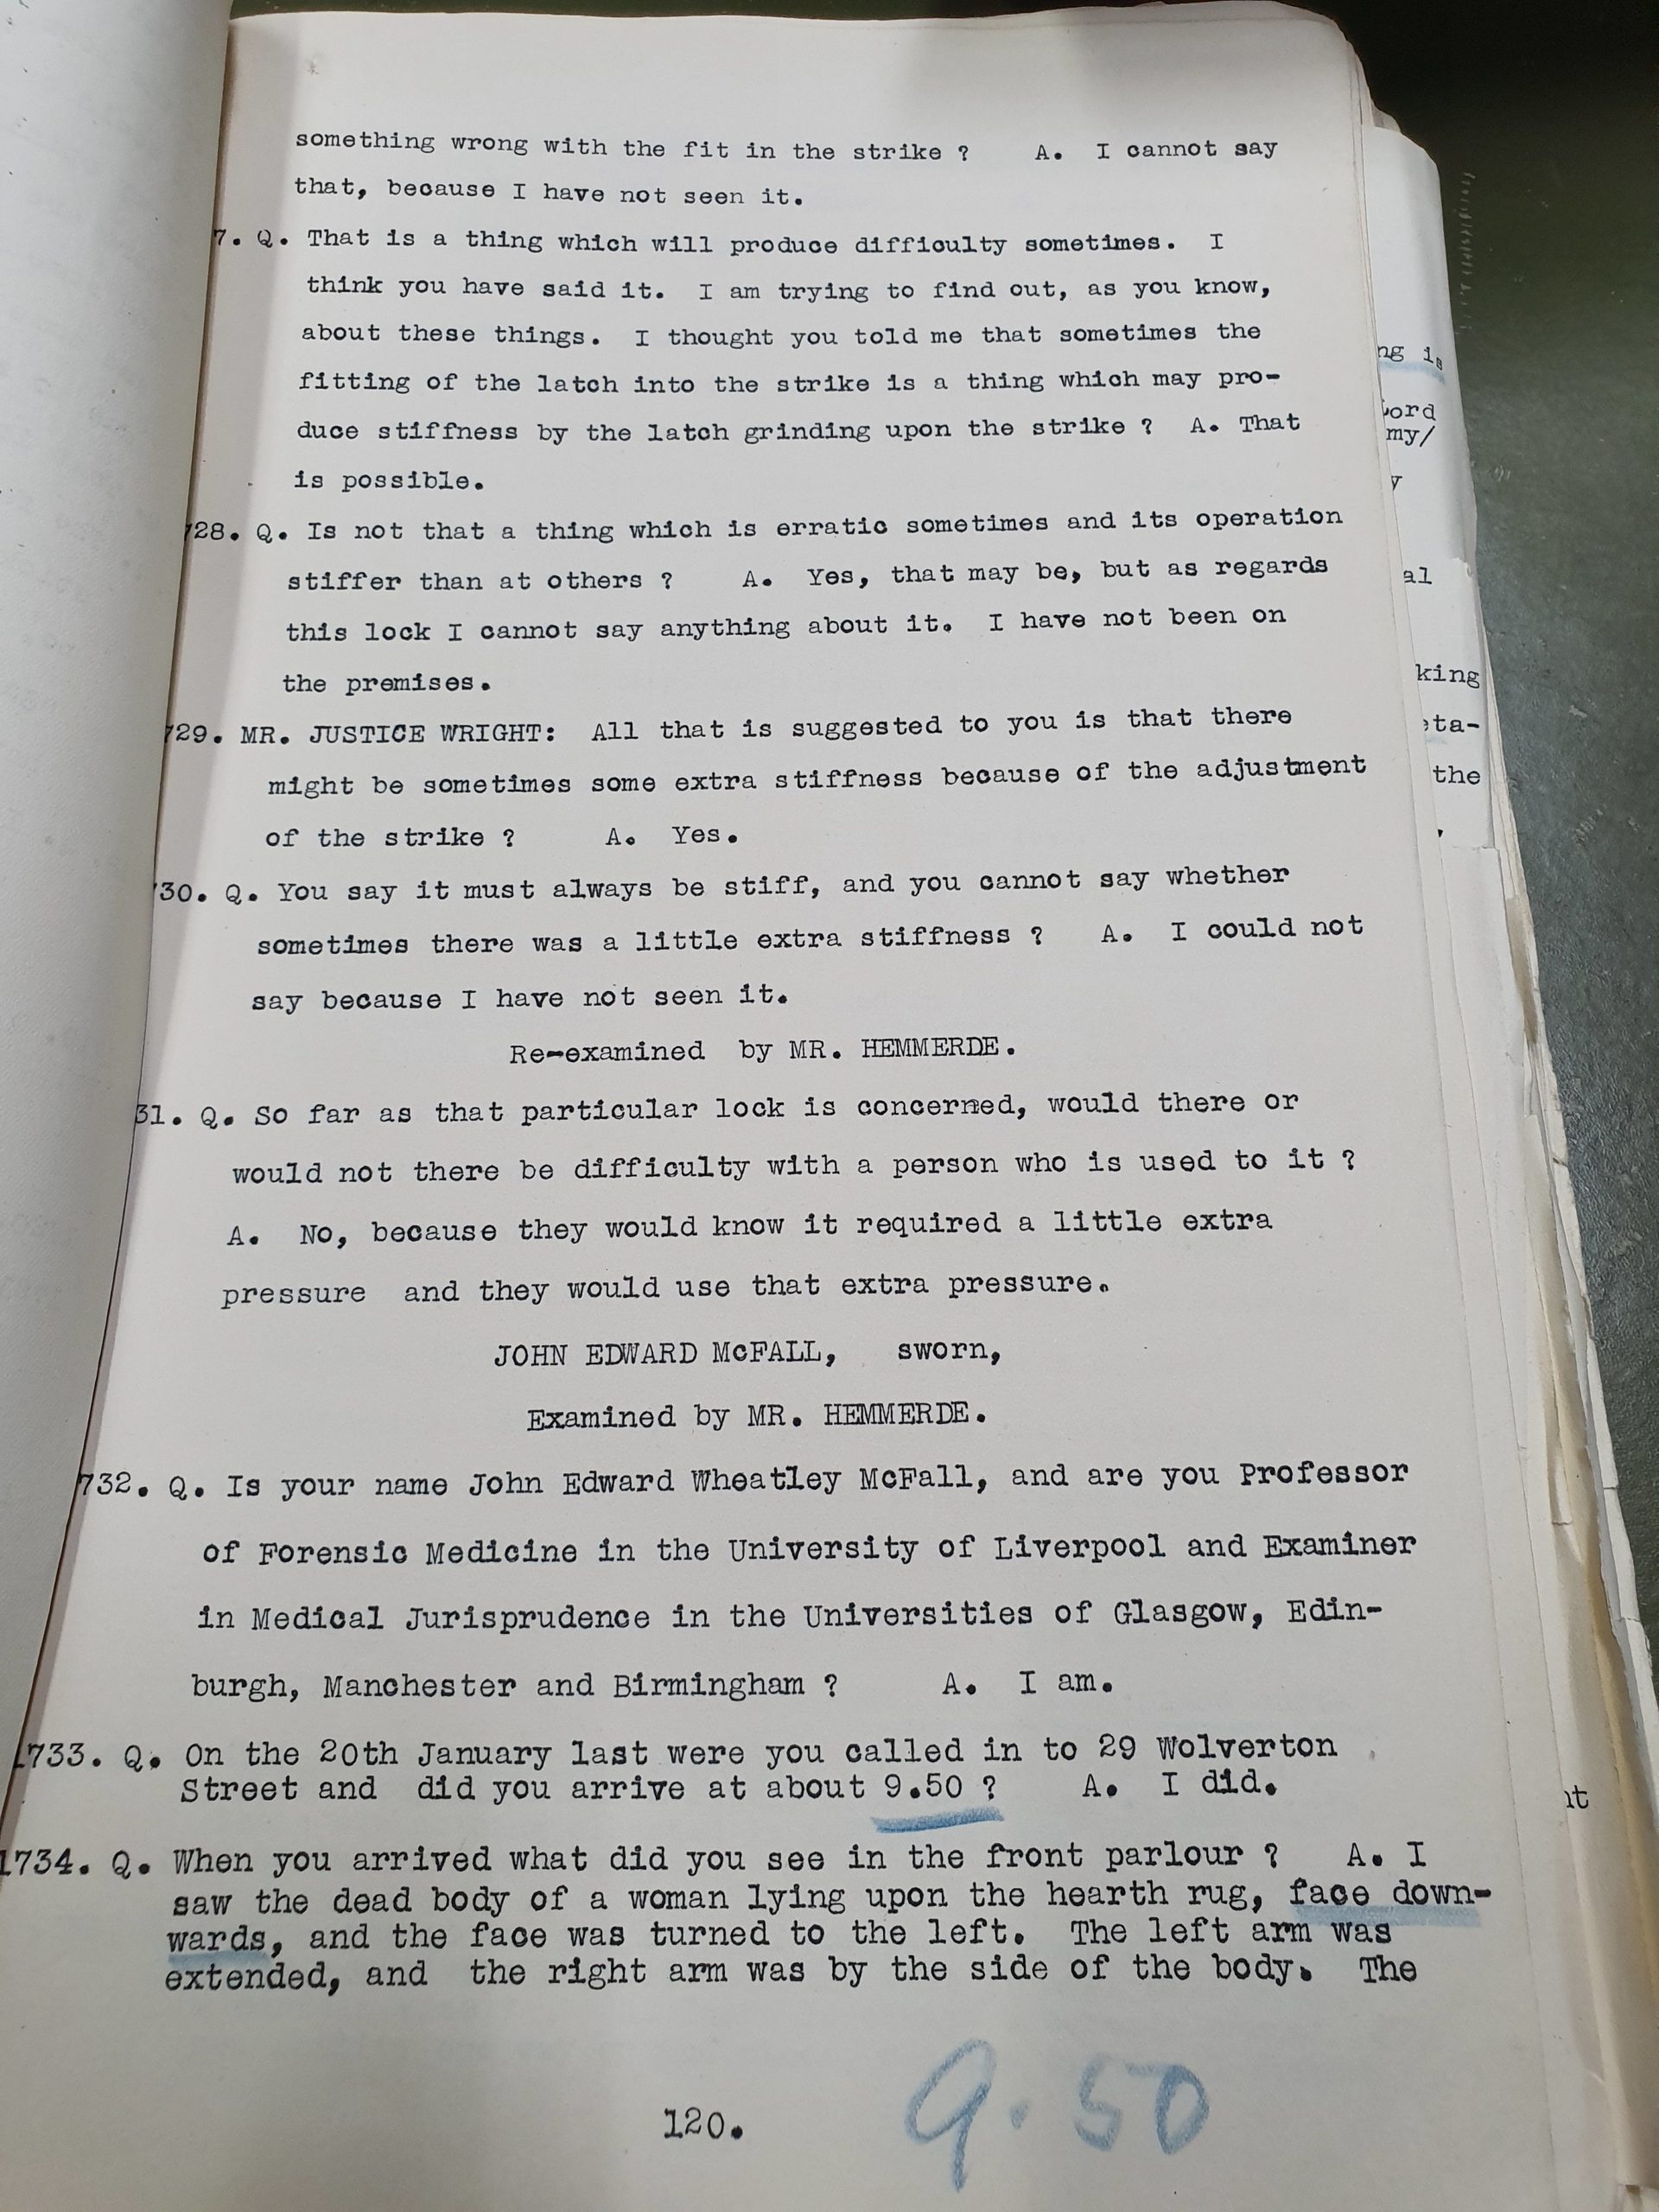 something wrong with the fit in the strike ? A. I cannot say
that, because I have not seen it.
7. Q. That is a thing which will produce difficulty sometimes. I
think you have said it. I am trying to find out, as you know,
about these things. I thought you told me that sometimes the
fitting of the latch into the strike is a thing which may pro-
duce stiffness by the latch grinding upon the strike ? A. That
is possible.
728. Q. Is not that a thing which is erratic sometimes and its operation
stiffer than at others ? A. Yes, that may be, but as regards
this lock I cannot say anything about it. I have not been on
the premises.
729. MR. JUSTICE WRIGHT: All that is suggested to you is that there
might be sometimes some extra stiffness because of the adjustment
of the strike ? A. Yes.
30. Q. You say it must always be stiff, and you cannot say whether
sometimes there was a little extra stiffness ? A. I could not
say because I have not seen it.
Re-examined by MR. HEMMERDE.
31. Q. So far as that particular lock is concerned, would there or
would not there be difficulty with a person who is used to it ?
A. No, because they would know it required a little extra
pressure and they would use that extra pressure.
JOHN EDWARD McFALL, sworn,
Examined by MR. HEMMERDE.
732. Q. Is your name John Edward Wheatley McFall, and are you Professor
of Forensic Medicine in the University of Liverpool and Examiner
in Medical Jurisprudence in the Universities of Glasgow, Edin-
burgh, Manchester and Birmingham ? A. I am.
1733. Q. On the 20th January last were you called in to 29 Wolverton
Street and did you arrive at about 9.50 ? A. I did.
1734. Q. When you arrived what did you see in the front parlour ? A. I
saw the dead body of a woman lying upon the hearth rug, face down-
wards, and the face was turned to the left. The left arm was
extended, and the right arm was by the side of the body. The
120.
9.50
ng is
ord
my/
y
al
king
eta-
the
nt